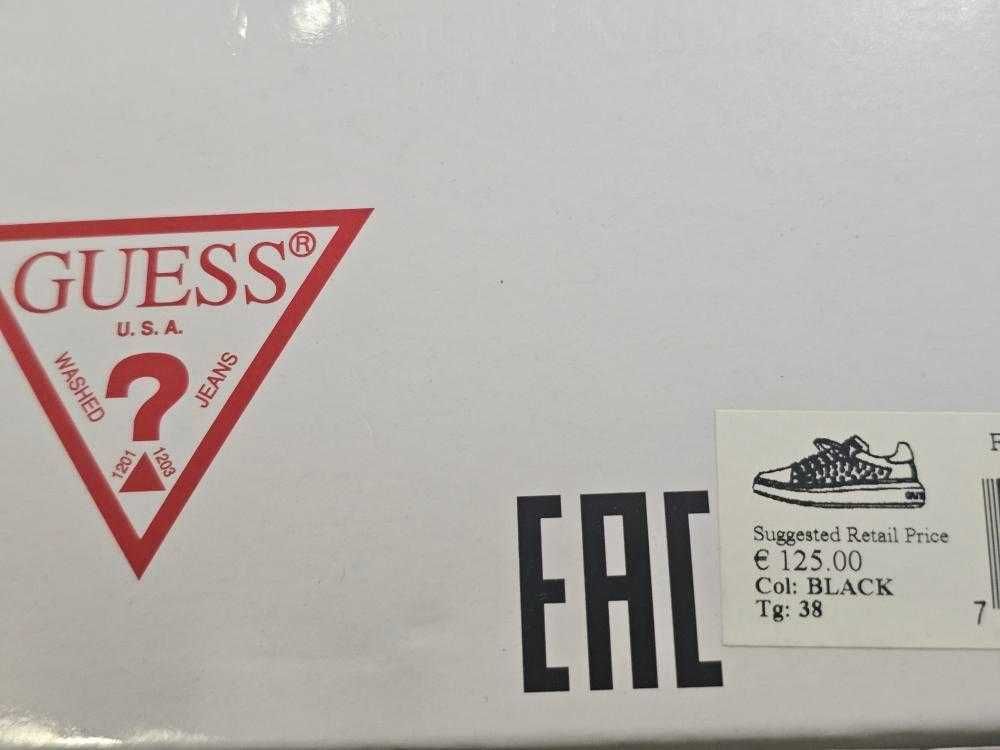 GUESS®
U.S.A.
WASHED
?
JEANS
1201
1203
EAC
Suggested Retail Price
€ 125.00
Col: BLACK
Tg: 38
7